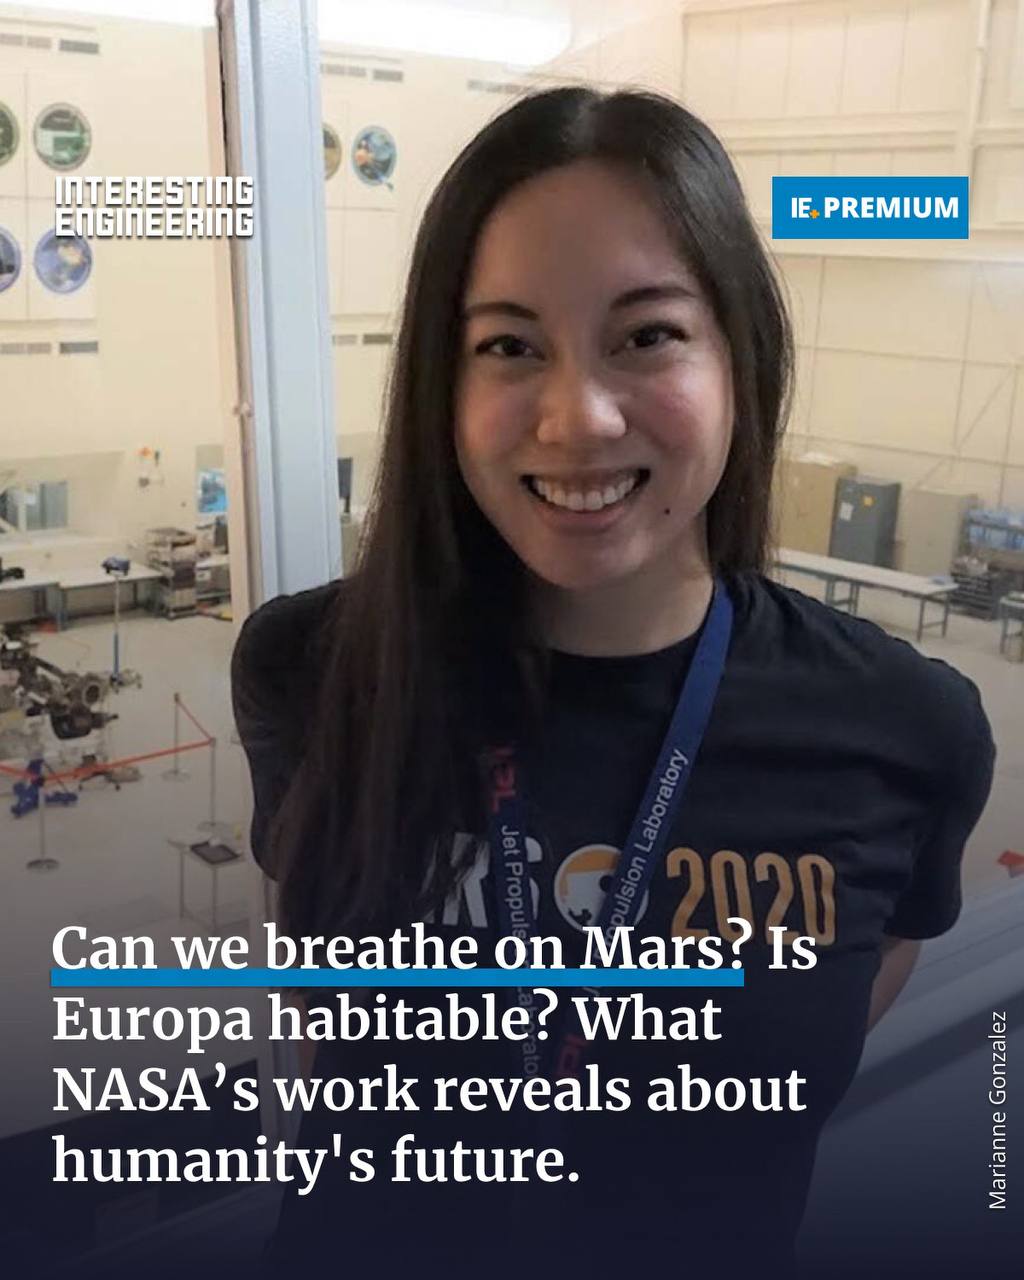 INTERESTING
ENGINEERING
IE+ PREMIUM
JPL
Jet Propulsion Laboratory
Propulsion Laboratory
2020
Can we breathe on Mars? Is
Europa habitable? What
NASA’s work reveals about
humanity's future.
Marianne Gonzalez